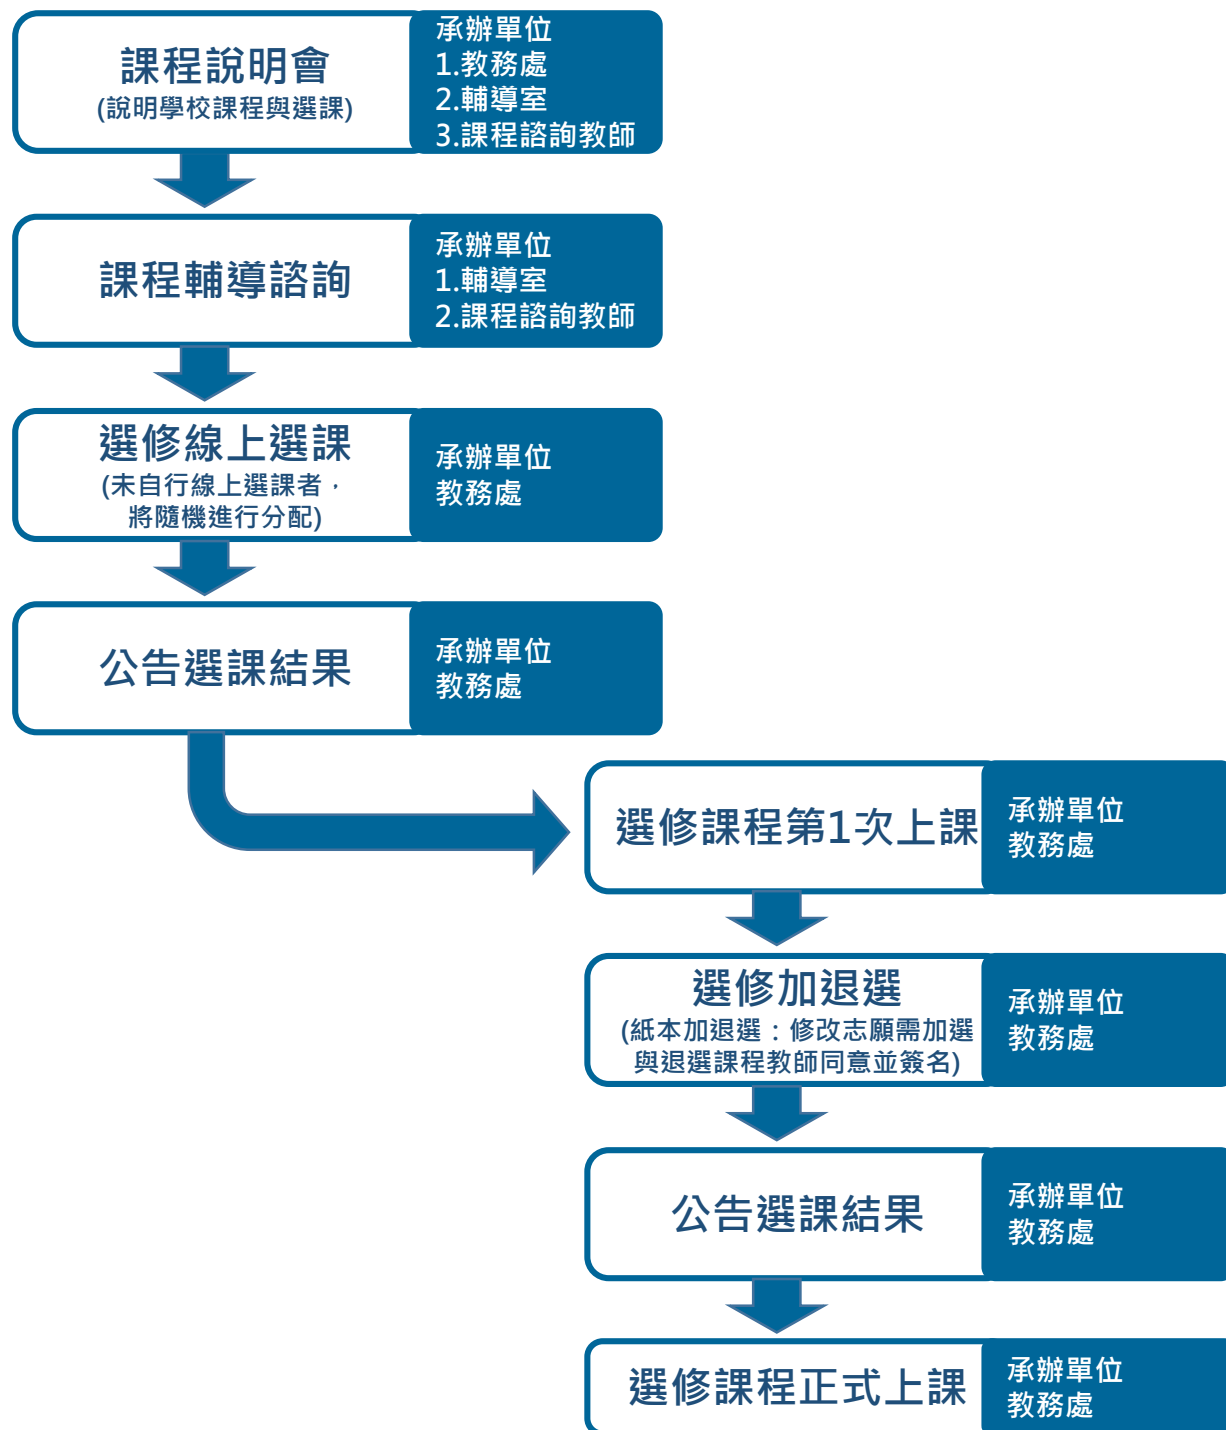 課程說明會
(說明學校課程與選課)
承辦單位
1.教務處
2.輔導室
3.課程諮詢教師
課程輔導諮詢
承辦單位
1.輔導室
2.課程諮詢教師
選修線上選課
(未自行線上選課者，
將隨機進行分配)
承辦單位
教務處
公告選課結果
承辦單位
教務處
選修課程第1次上課
承辦單位
教務處
選修加退選
(紙本加退選：修改志願需加選
與退選課程教師同意並簽名)
承辦單位
教務處
公告選課結果
承辦單位
教務處
選修課程正式上課
承辦單位
教務處